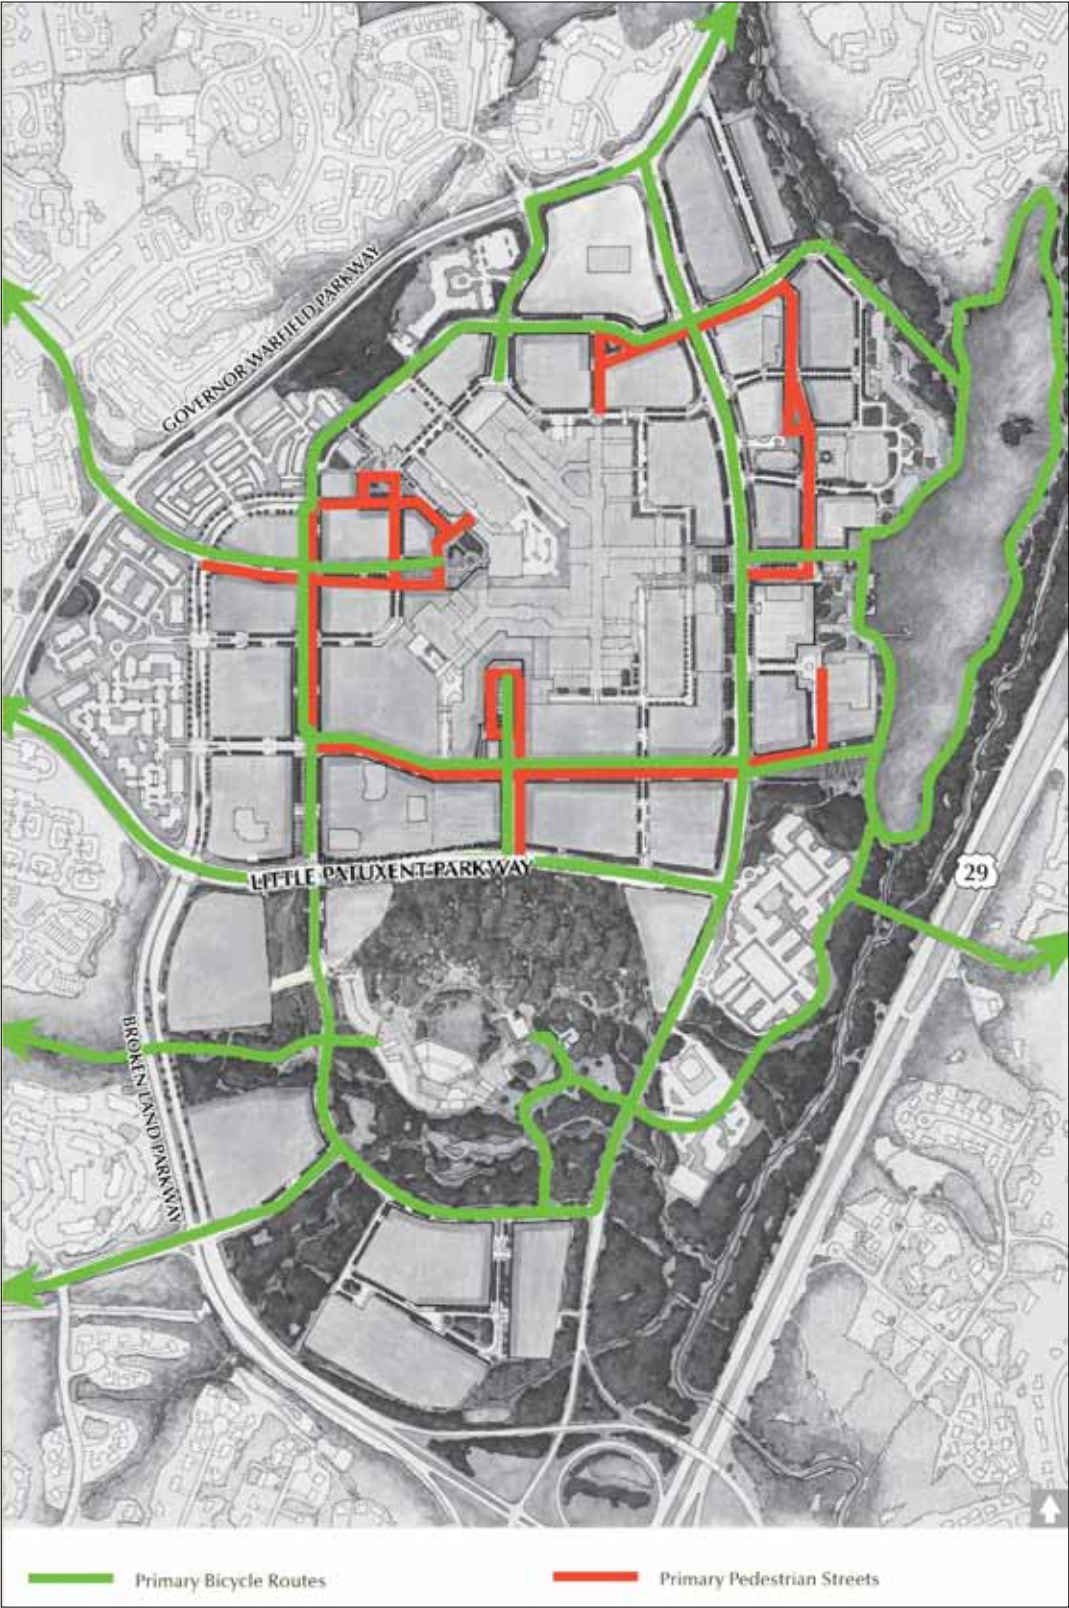 GOVERNOR WARFIELD PARKWAY
LITTLE PATUXENT PARKWAY
29
BROKEN LAND PARKWAY
Primary Bicycle Routes
Primary Pedestrian Streets